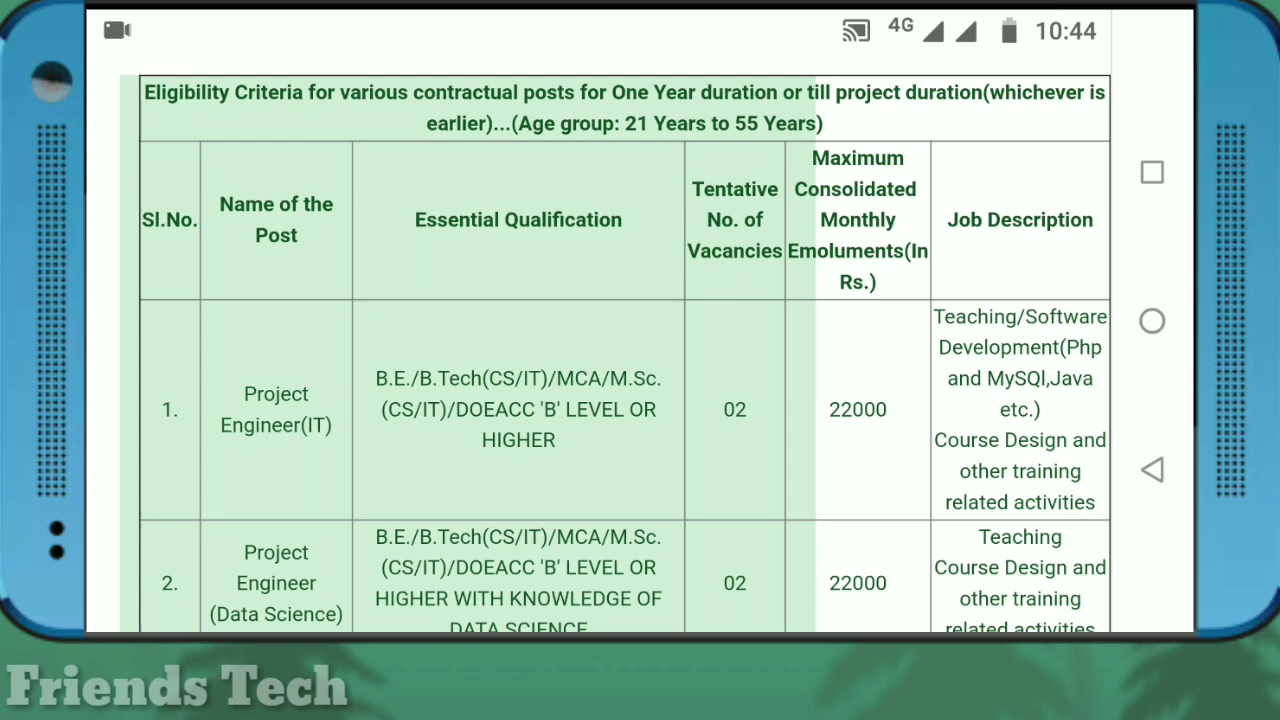 4G 10:44
Eligibility Criteria for various contractual posts for One Year duration or till project duration(whichever is
earlier)...(Age group: 21 Years to 55 Years)
Sl.No.
Name of the
Post
Essential Qualification
Tentative
No. of
Vacancies
Maximum
Consolidated
Monthly
Emoluments(In
Rs.)
Job Description
1.
Project
Engineer(IT)
B.E./B.Tech(CS/IT)/MCA/M.Sc.
(CS/IT)/DOEACC 'B' LEVEL OR
HIGHER
02
22000
Teaching/Software
Development(Php
and MySQl,Java
etc.)
Course Design and
other training
related activities
2.
Project
Engineer
(Data Science)
B.E./B.Tech(CS/IT)/MCA/M.Sc.
(CS/IT)/DOEACC 'B' LEVEL OR
HIGHER WITH KNOWLEDGE OF
DATA SCIENCE
02
22000
Teaching
Course Design and
other training
related activities
Friends Tech